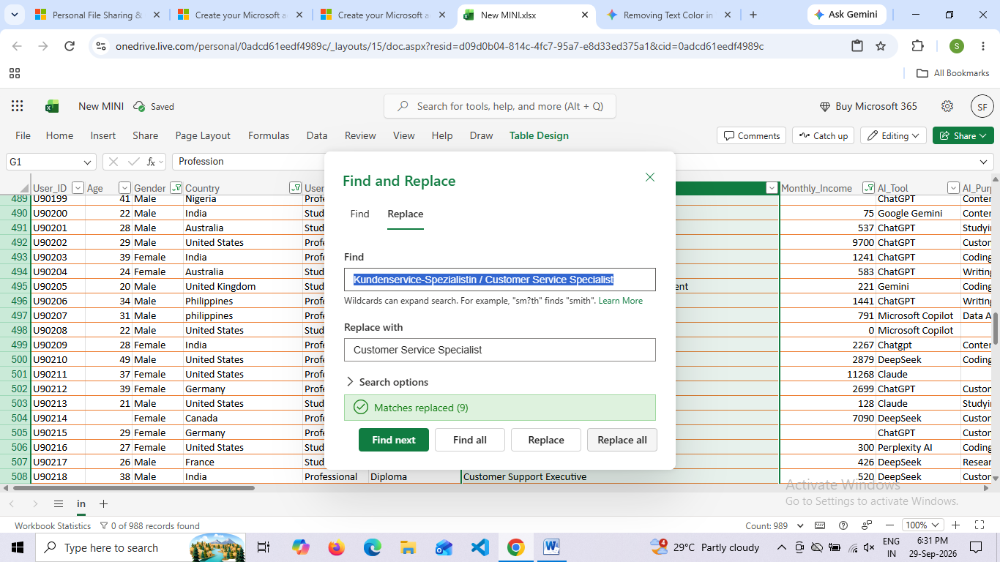 Personal File Sharing &
Create your Microsoft a
Create your Microsoft a
New MINI.xlsx
Removing Text Color in
Ask Gemini
onedrive.live.com/personal/0adcd61eedf4989c/_layouts/15/doc.aspx?resid=d09d0b04-814c-4fc7-95a7-e8d33ed375a1&cid=0adcd61eedf4989c
S
All Bookmarks
New MINI
Saved
Search for tools, help, and more (Alt + Q)
Buy Microsoft 365
SF
File Home Insert Share Page Layout Formulas Data Review View Help Draw Table Design
Comments Catch up Editing Share
G1 fx Profession
User_ID Age Gender Country User Monthly_Income AI_Tool AI_Pur
489 U90199 41 Male Nigeria Profe ChatGPT Conter
490 U90200 22 Male India Stud 75 Google Gemini Conter
491 U90201 28 Male Australia Stud 537 ChatGPT Studyi
492 U90202 29 Male United States Profe 9700 ChatGPT Custor
493 U90203 39 Female India Profe 1241 ChatGPT Coding
494 U90204 24 Female Australia Stud 583 ChatGPT Writing
495 U90205 20 Male United Kingdom Stud ent 221 Gemini Coding
496 U90206 34 Male Philippines Profe 1441 ChatGPT Writing
497 U90207 31 Male philippines Profe 791 Microsoft Copilot Data A
498 U90208 22 Male United States Stud 0 Microsoft Copilot
499 U90209 28 Female India Profe 2267 Chatgpt Conter
500 U90210 49 Male United States Profe 2879 DeepSeek Coding
501 U90211 37 Female United States Profe 11268 Claude
502 U90212 39 Female Germany Profe 2699 ChatGPT Custor
503 U90213 21 Male United States Stud 128 Claude Studyi
504 U90214 Female Canada Profe 7090 DeepSeek Custor
505 U90215 29 Female Germany Profe ChatGPT Custor
506 U90216 27 Female United States Stud 300 Perplexity AI Coding
507 U90217 26 Male France Stud 426 DeepSeek Resear
508 U90218 38 Male India Professional Diploma Customer Support Executive 520 DeepSeek Custor
Find and Replace
Find Replace
Find
Kundenservice-Spezialistin / Customer Service Specialist
Wildcards can expand search. For example, "sm?th" finds "smith". Learn More
Replace with
Customer Service Specialist
Search options
Matches replaced (9)
Find next Find all Replace Replace all
Activate Windows
Go to Settings to activate Windows.
in
Workbook Statistics 0 of 988 records found Count: 989 100%
Type here to search
29°C Partly cloudy
ENG
IN
6:31 PM
29-Sep-2026